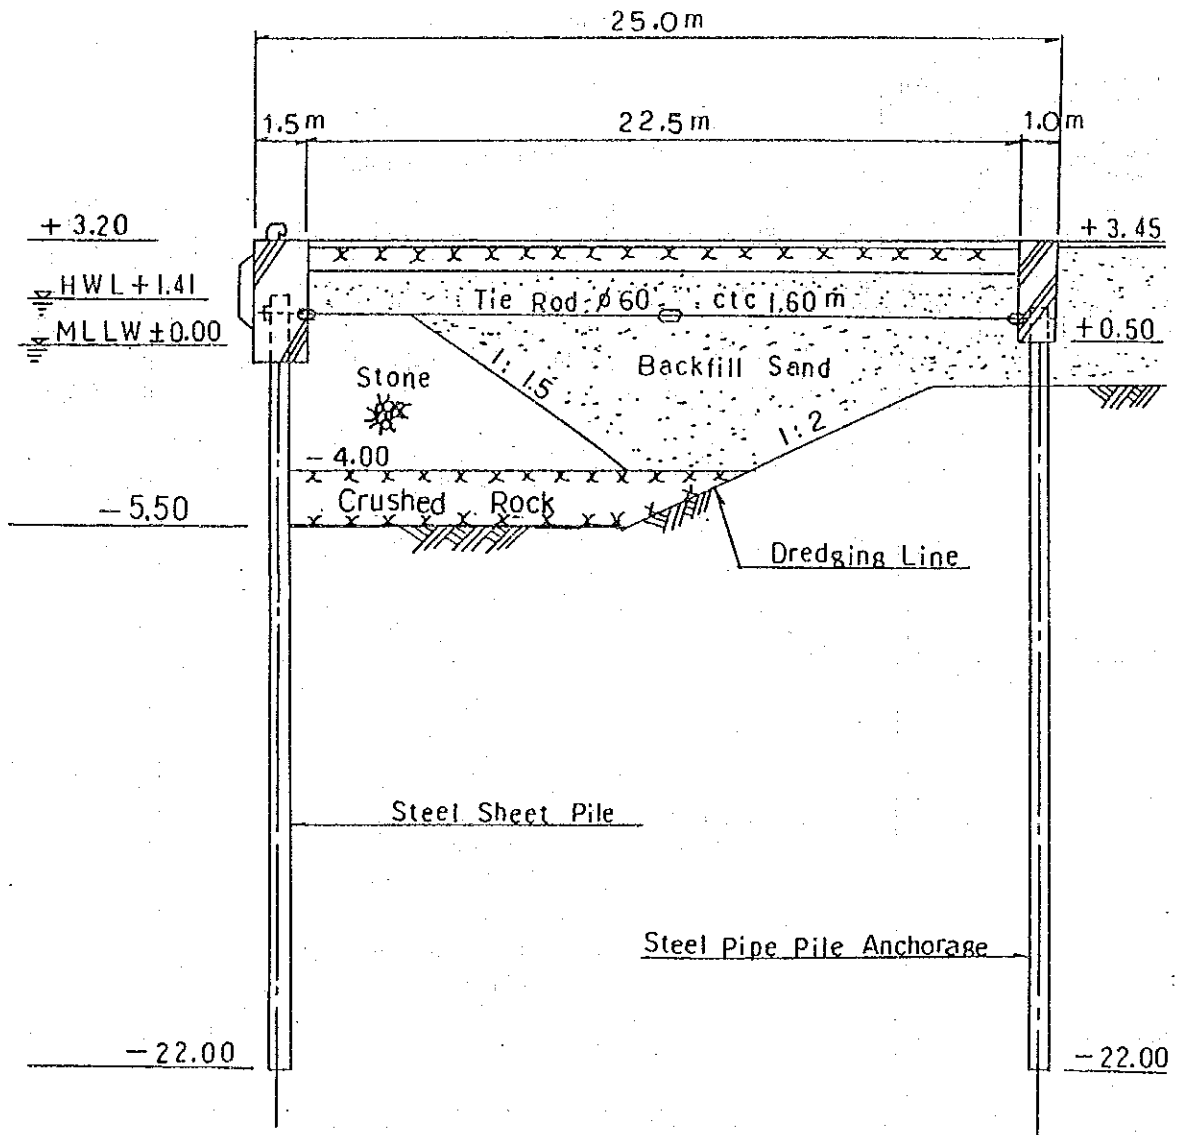 25.0m
1.5m
22.5m
1.0m
+3.20
+3.45
HWL+1.41
Tie Rod ø60 ctc 1.60m
MLLW±0.00
+0.50
Backfill Sand
Stone
1:1.5
1:2
-4.00
Crushed Rock
-5.50
Dredging Line
Steel Sheet Pile
Steel Pipe Pile Anchorage
-22.00
-22.00